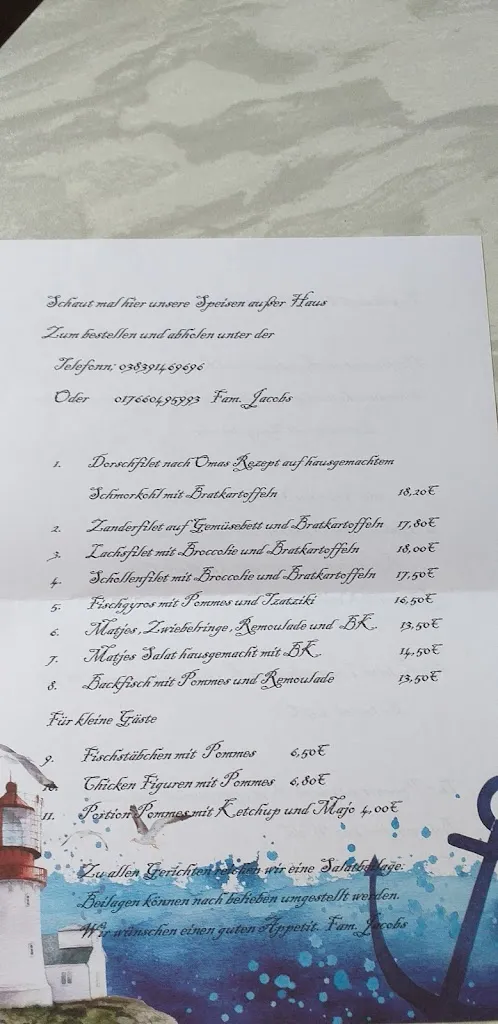 Schaut mal hier unsere Speisen außer Haus
Zum bestellen und abholen unter der
Telefonn; 038391469696
Oder 017660495993 Fam. Jacobs
1. Dorschfilet nach Omas Rezept auf hausgemachtem
Schmorkohl mit Bratkartoffeln 18,20€
2. Zanderfilet auf Gemüsebett und Bratkartoffeln 17,80€
3. Lachsfilet mit Broccolie und Bratkartoffeln 18,00€
4. Schollenfilet mit Broccolie und Bratkartoffeln 17,50€
5. Fischgyros mit Pommes und Tzatziki 16,50€
6. Matjes, Zwiebelringe, Remoulade und BK 13,50€
7. Matjes Salat hausgemacht mit BK 14,50€
8. Backfisch mit Pommes und Remoulade 13,50€
Für kleine Gäste
9. Fischstäbchen mit Pommes 6,50€
10. Chicken Figuren mit Pommes 6,80€
11. Portion Pommes mit Ketchup und Majo 4,00€
Zu allen Gerichten reichen wir eine Salatbeilage.
Beilagen können nach belieben umgestellt werden.
Wir wünschen einen guten Appetit. Fam. Jacobs